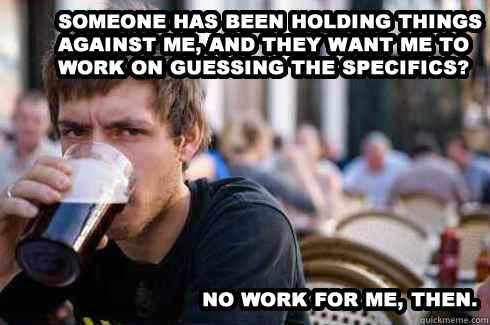 SOMEONE HAS BEEN HOLDING THINGS
AGAINST ME, AND THEY WANT ME TO
WORK ON GUESSING THE SPECIFICS?
NO WORK FOR ME, THEN.
quickmeme.com